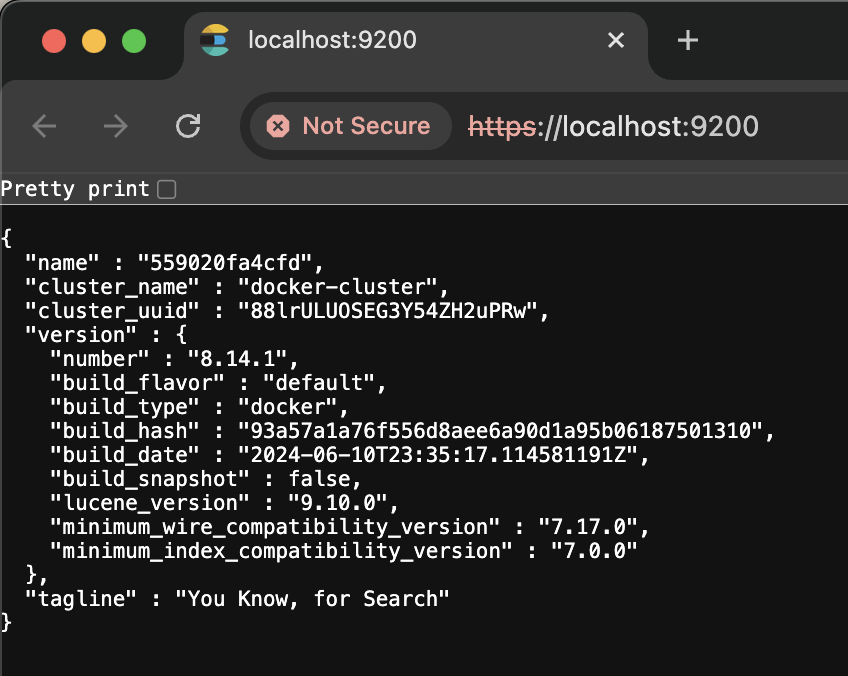 localhost:9200
Not Secure https://localhost:9200
Pretty print
{
  "name" : "559020fa4cfd",
  "cluster_name" : "docker-cluster",
  "cluster_uuid" : "88lrULUOSEG3Y54ZH2uPRw",
  "version" : {
    "number" : "8.14.1",
    "build_flavor" : "default",
    "build_type" : "docker",
    "build_hash" : "93a57a1a76f556d8aee6a90d1a95b06187501310",
    "build_date" : "2024-06-10T23:35:17.114581191Z",
    "build_snapshot" : false,
    "lucene_version" : "9.10.0",
    "minimum_wire_compatibility_version" : "7.17.0",
    "minimum_index_compatibility_version" : "7.0.0"
  },
  "tagline" : "You Know, for Search"
}